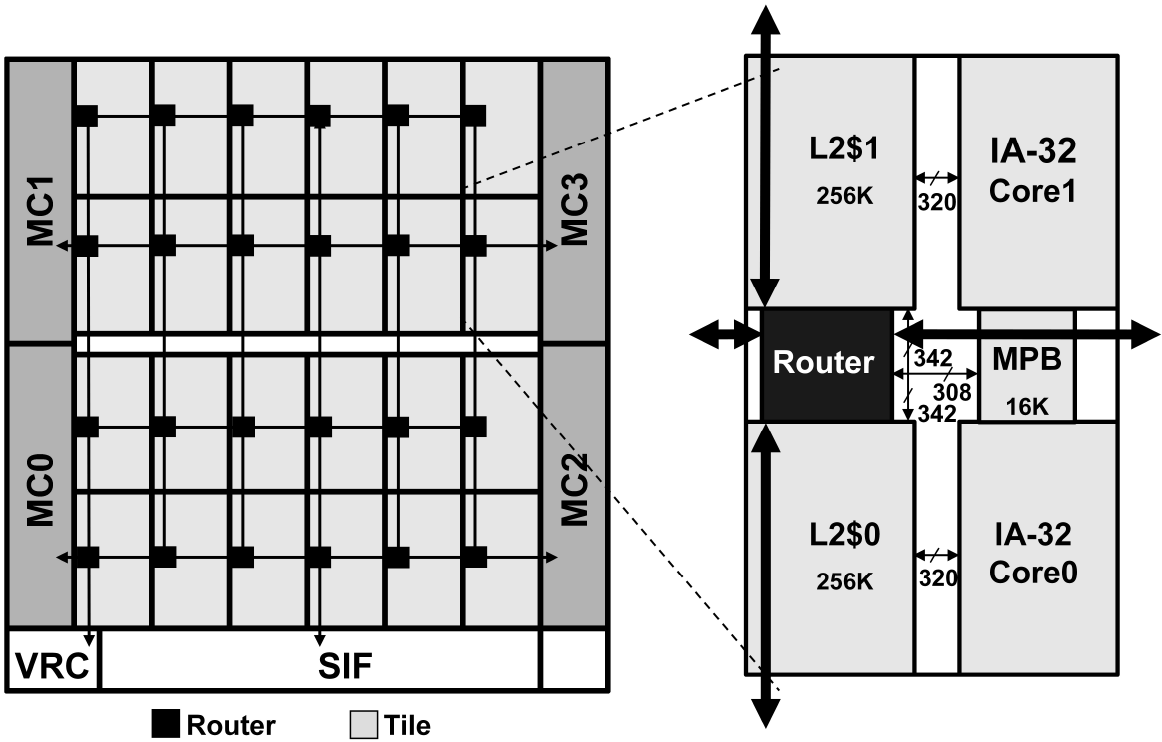 MC1
MC3
MC0
MC2
VRC
SIF
Router
Tile
L2$1
256K
320
IA-32
Core1
Router
342
308
342
MPB
16K
L2$0
256K
320
IA-32
Core0